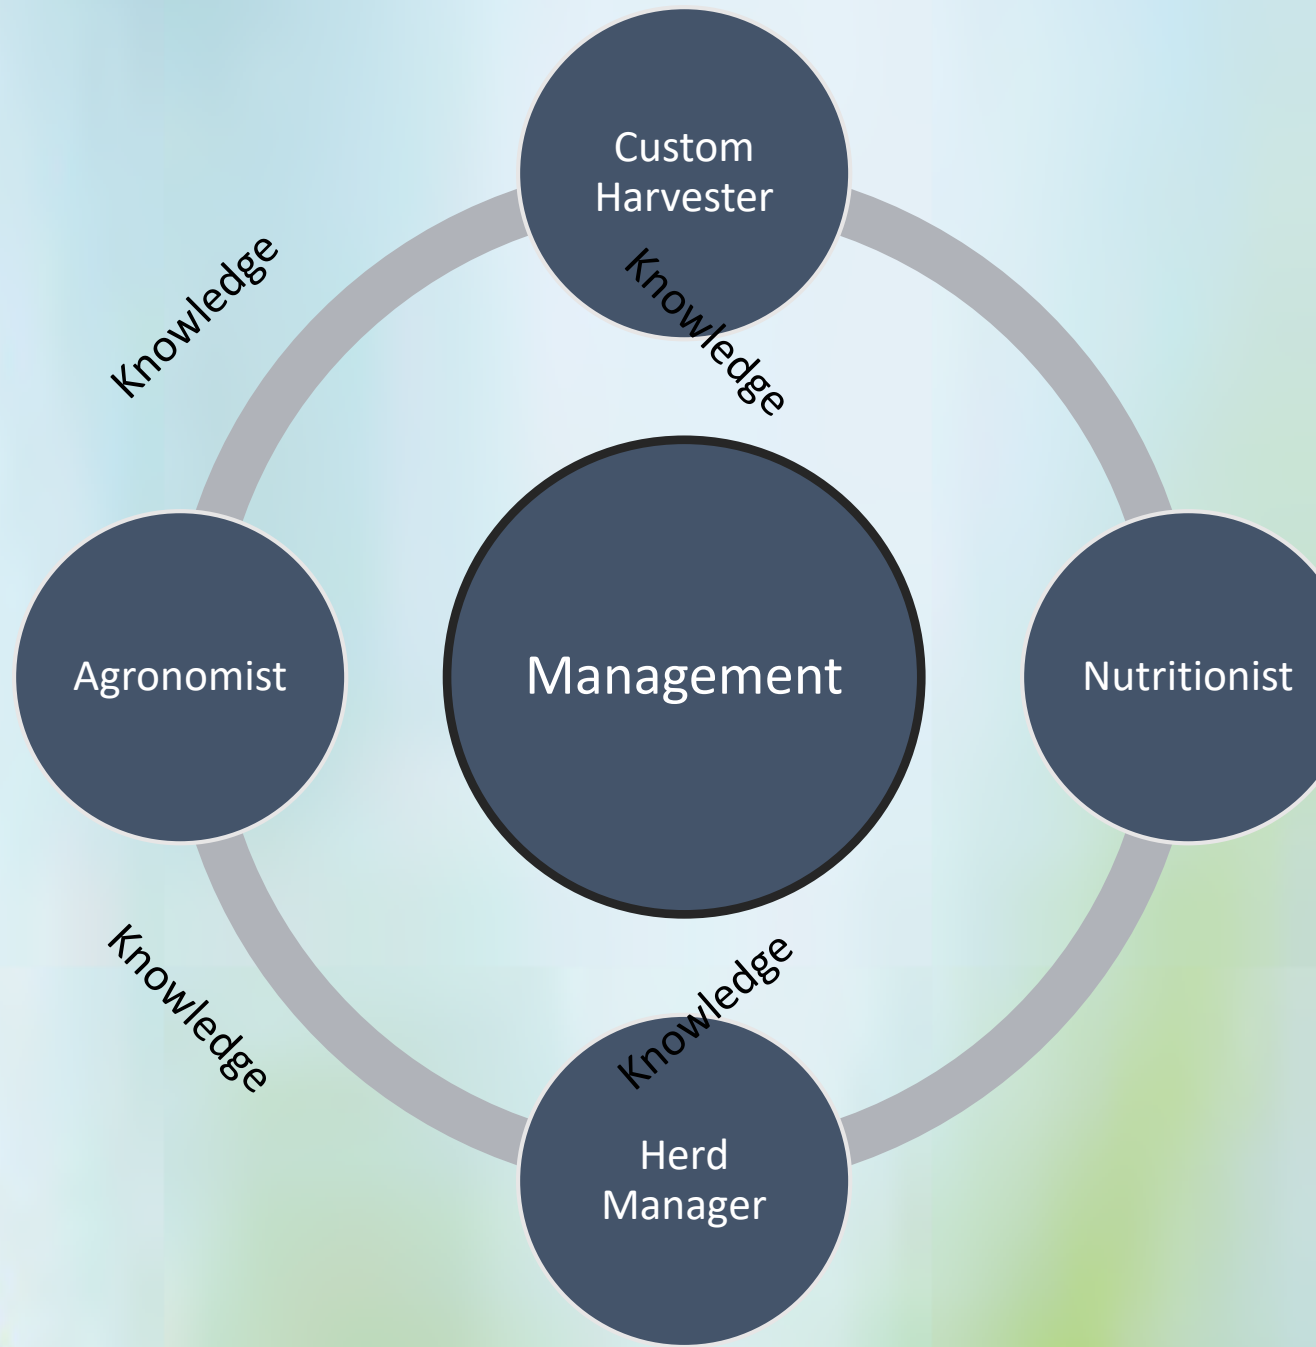 Custom
Harvester
Knowledge
Knowledge
Agronomist
Management
Nutritionist
Knowledge
Knowledge
Herd
Manager